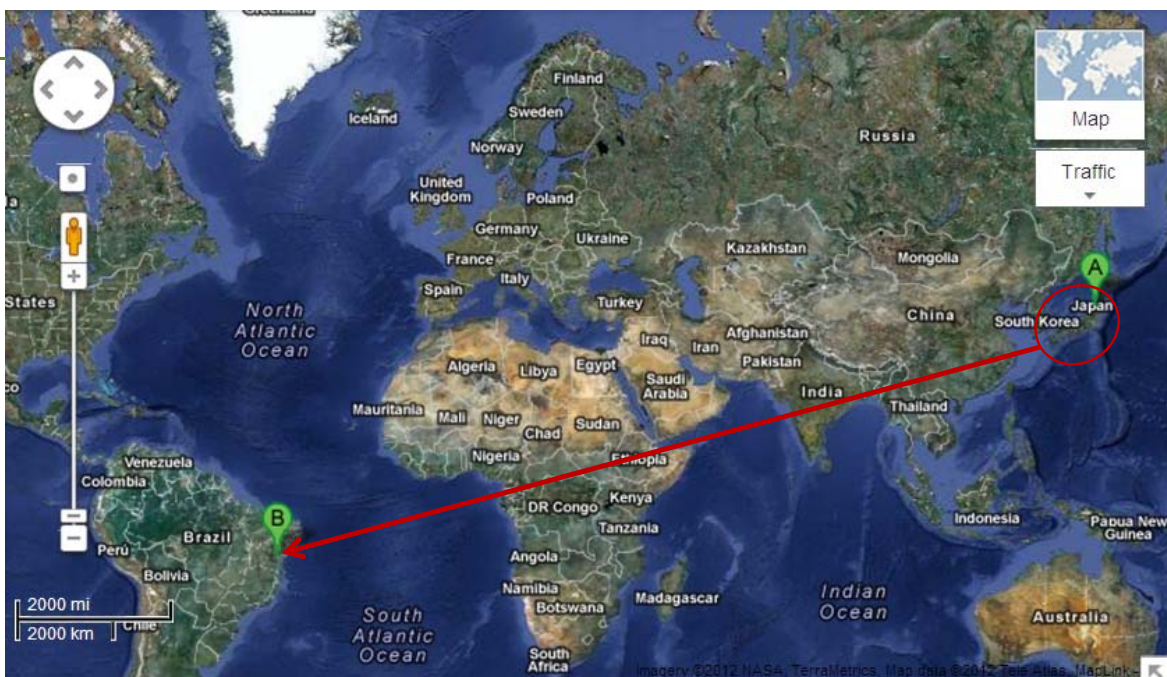 Greenland
Finland
Iceland
Sweden
Map
Russia
Norway
Traffic
United
Kingdom
Poland
Germany
Ukraine
France
Kazakhstan
Mongolia
A
Italy
Spain
States
Turkey
Japan
North
Atlantic
Ocean
China
South Korea
Iraq
Iran
Afghanistan
Pakistan
Algeria
Libya
Egypt
Saudi
Arabia
India
Thailand
Mauritania
Mali
Niger
Chad
Sudan
Nigeria
Ethiopia
Venezuela
Colombia
Kenya
DR Congo
B
Indonesia
Papua New
Guinea
Tanzania
Brazil
Perú
Angola
Bolivia
Namibia
Botswana
Madagascar
Indian
Ocean
2000 mi
2000 km
Chile
South
Atlantic
Ocean
Australia
South
Africa
Imagery ©2012 NASA, TerraMetrics, Map data ©2012 Tele Atlas, MapLink